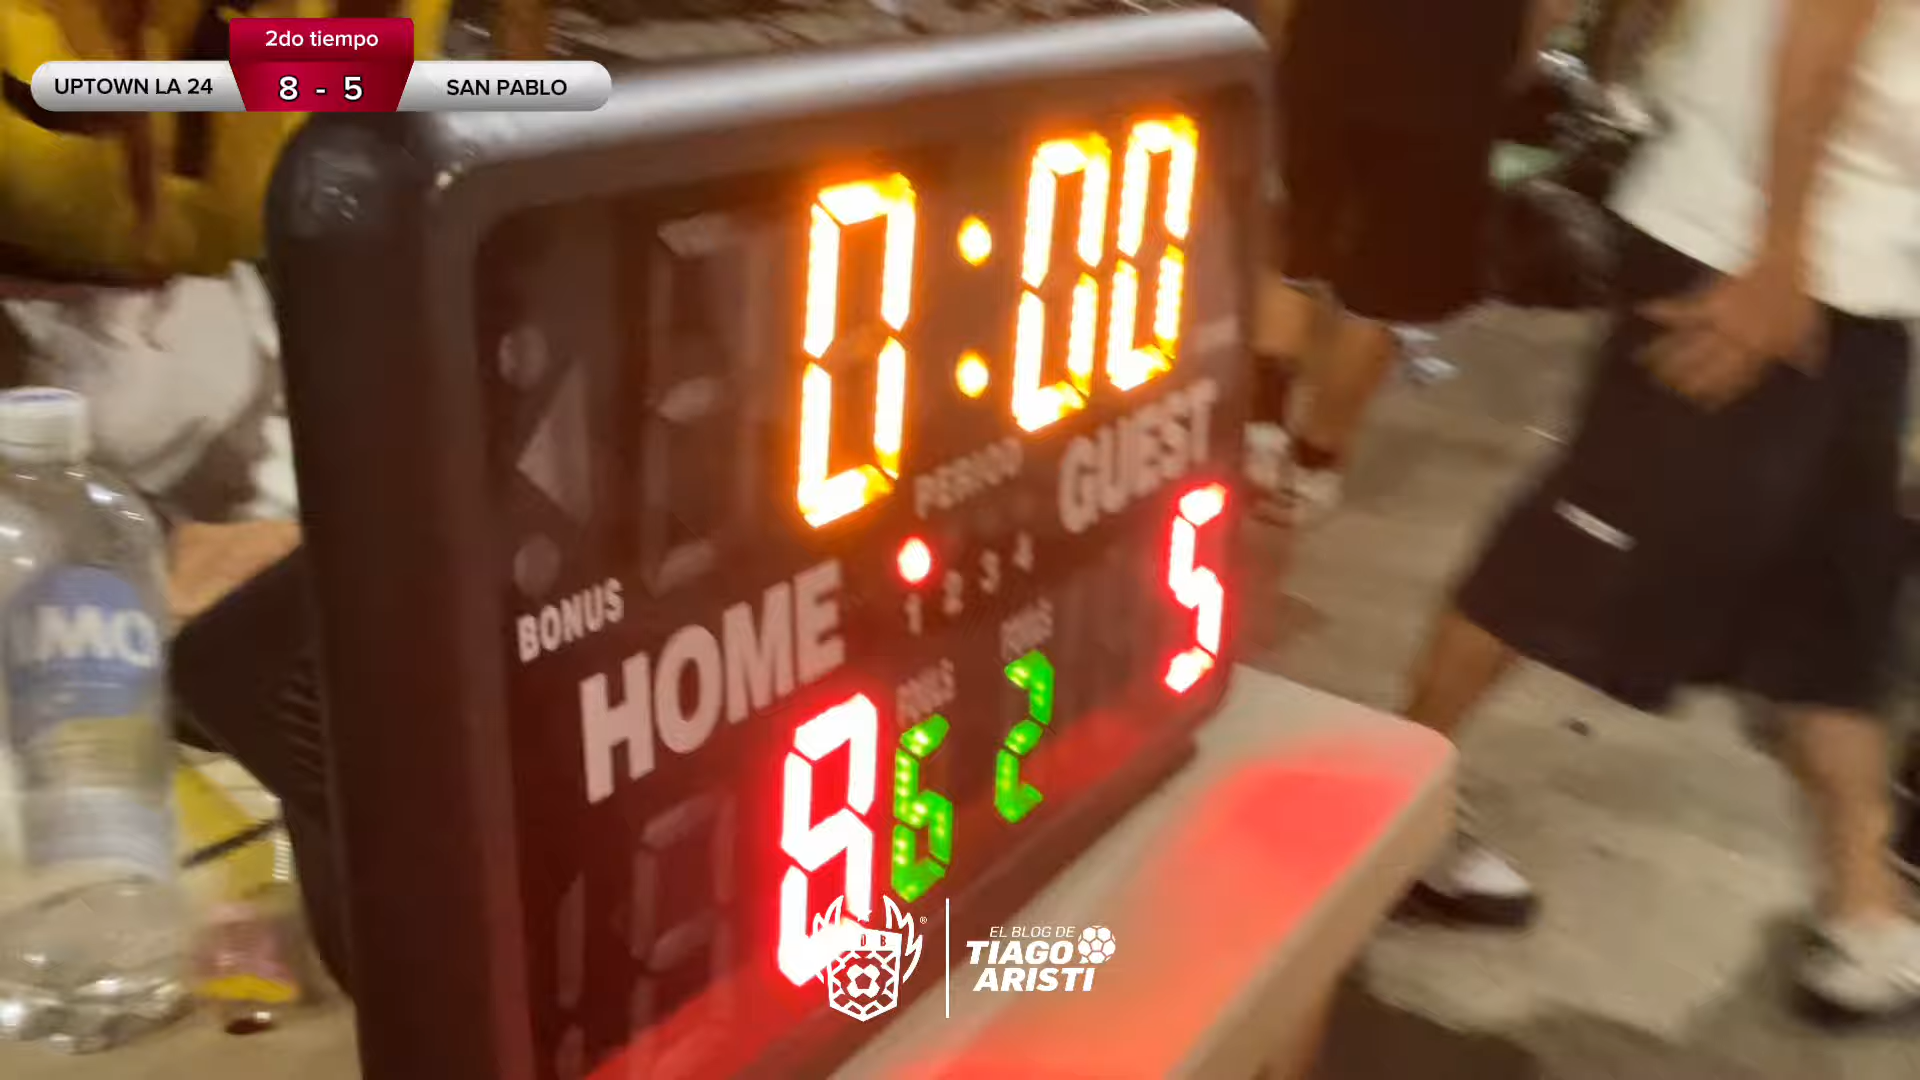 2do tiempo
UPTOWN LA 24
8 - 5
SAN PABLO
0:00
PERIOD
GUEST
BONUS
HOME
1 2 3 4
5
FOULS
FOULS
8
6
2
EL BLOG DE
TIAGO
ARISTI